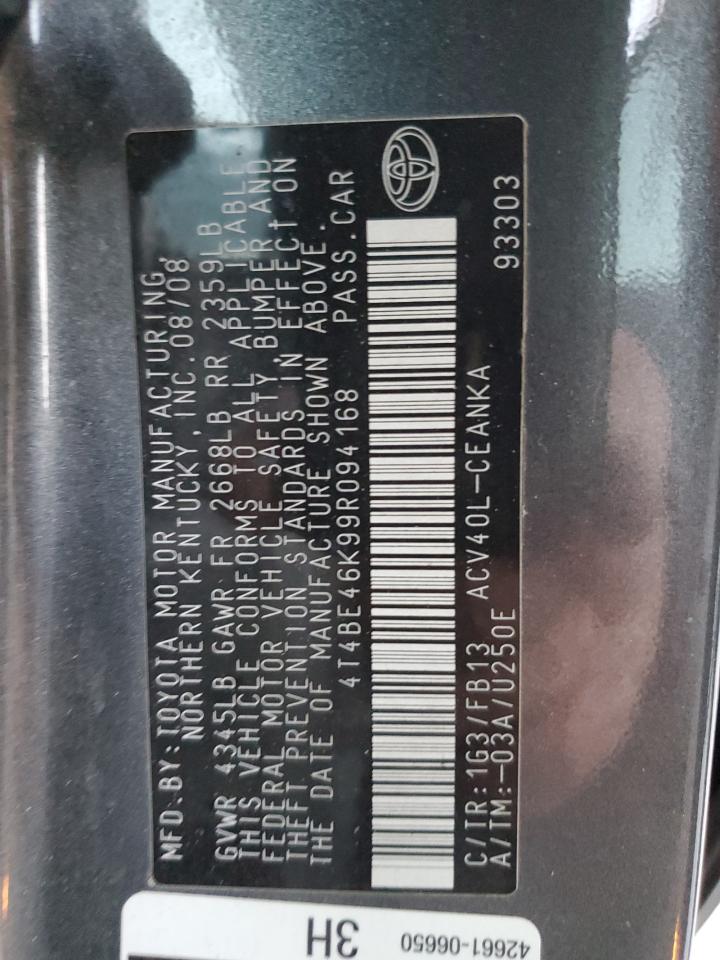 MFD.BY:TOYOTA MOTOR MANUFACTURING,
NORTHERN KENTUCKY, INC.08/08
GVWR 4345LB GAWR FR 2668LB RR 2359LB
THIS VEHICLE CONFORMS TO ALL APPLICABLE
FEDERAL MOTOR VEHICLE SAFETY, BUMPER AND
THEFT PREVENTION STANDARDS IN EFFECT ON
THE DATE OF MANUFACTURE SHOWN ABOVE.
4T4BE46K99R094168 PASS.CAR
C/TR:1G3/FB13 ACV40L-CEANKA 93303
A/TM:-03A/U250E
3H
42661-06650